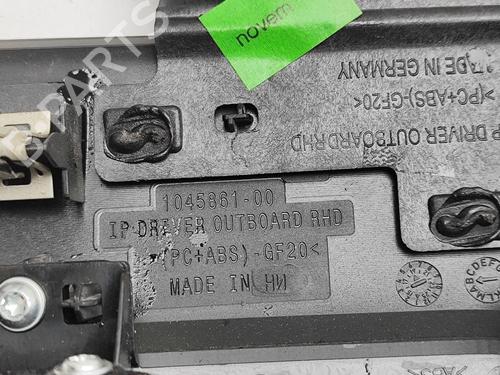 novem
MADE IN GERMANY
>(PC+ABS)-GF20<
IP DRIVER OUTBOARD RHD
1045861-00
IP DRIVER OUTBOARD RHD
>(PC+ABS)-GF20<
MADE IN
B-PARTS